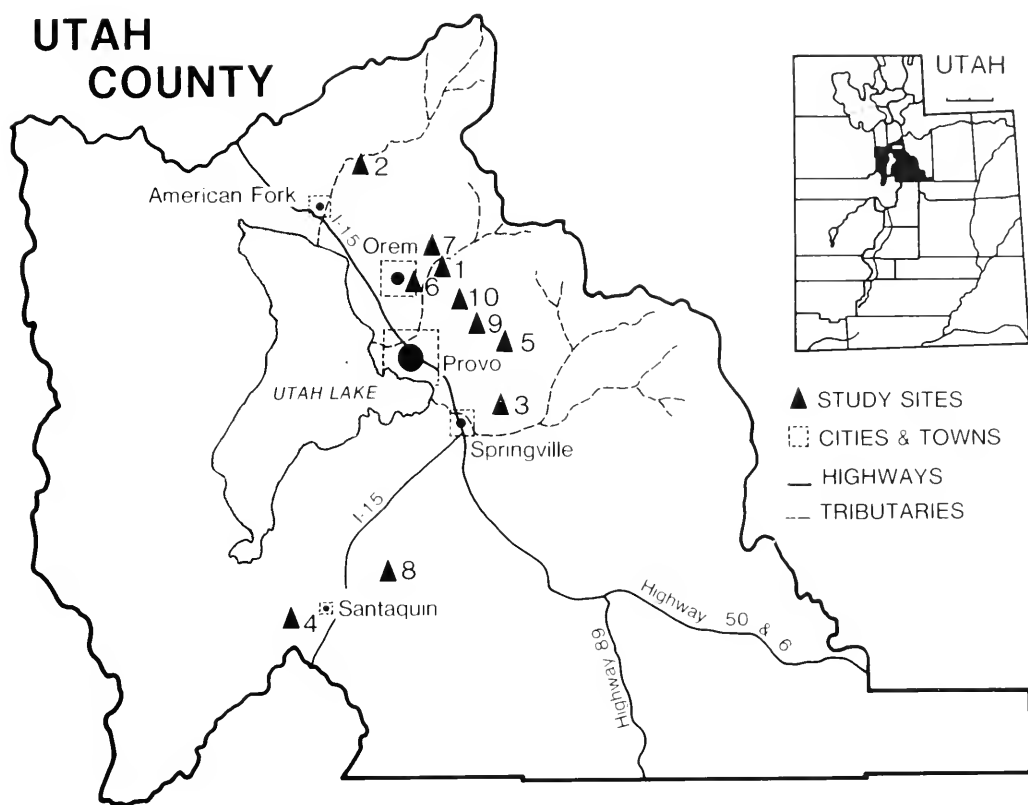 UTAH
COUNTY
UTAH
2
American Fork
I-15
Orem
7
1
6
10
9
5
Provo
UTAH LAKE
3
Springville
STUDY SITES
CITIES & TOWNS
HIGHWAYS
TRIBUTARIES
I-15
8
Santaquin
4
Highway 50 & 6
Highway 89